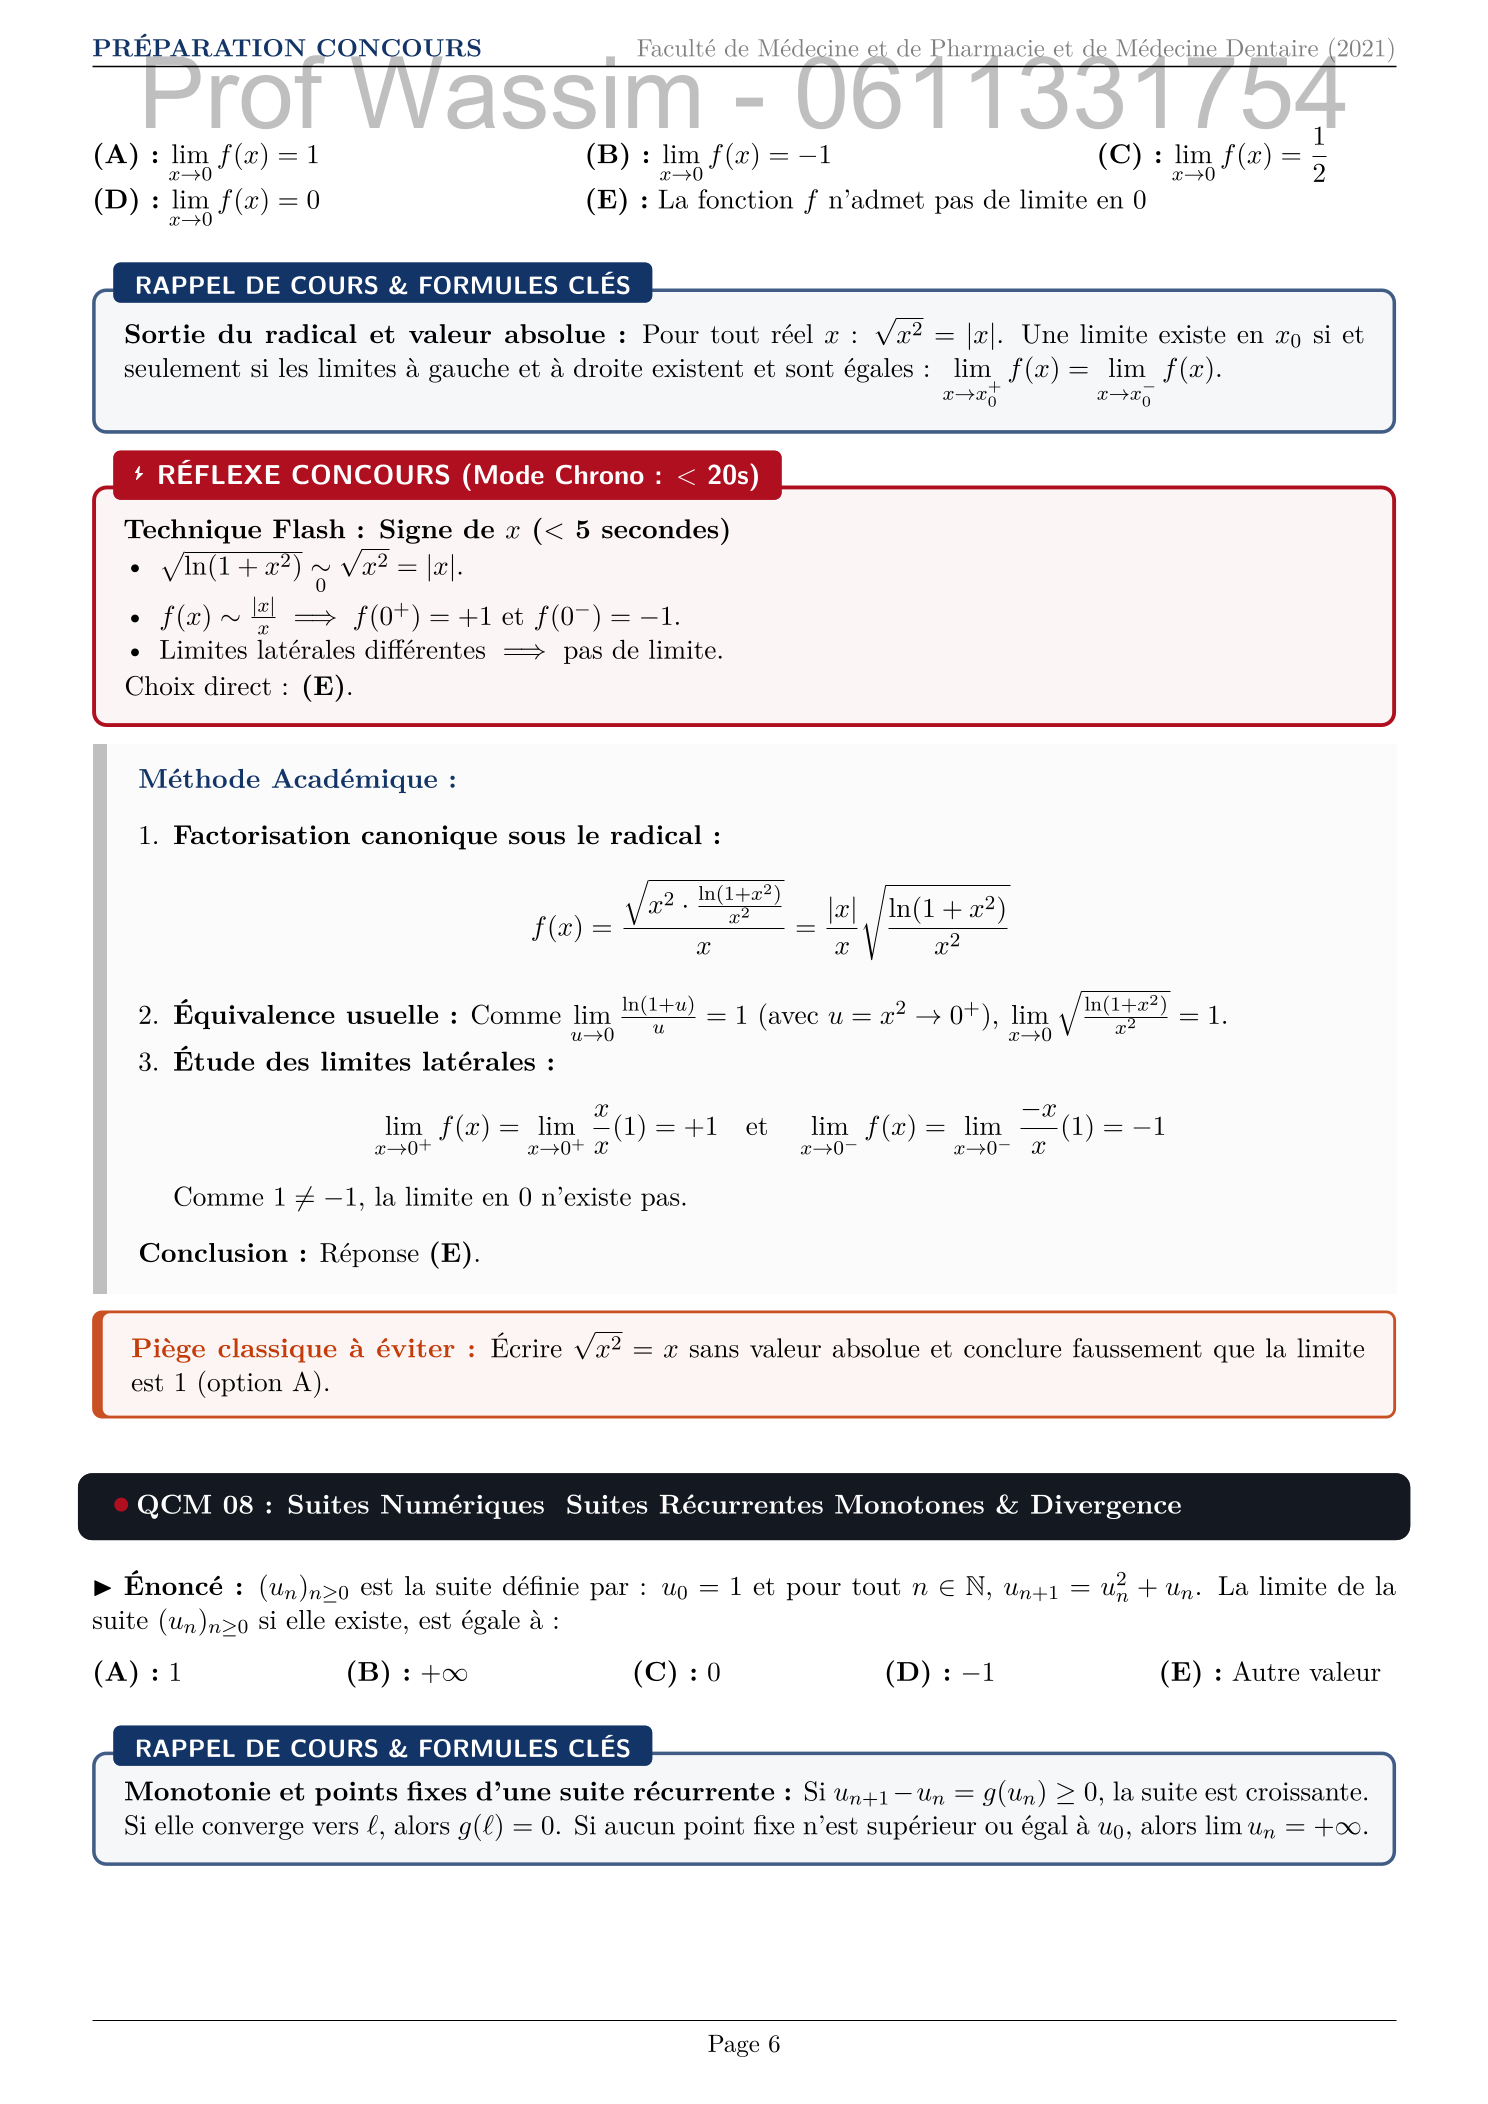 PRÉPARATION CONCOURS Faculté de Médecine et de Pharmacie et de Médecine Dentaire (2021)
Prof Wassim - 0611331754
(A) : lim_{x→0} f(x) = 1 (B) : lim_{x→0} f(x) = −1 (C) : lim_{x→0} f(x) = 1/2
(D) : lim_{x→0} f(x) = 0 (E) : La fonction f n'admet pas de limite en 0
RAPPEL DE COURS & FORMULES CLÉS
Sortie du radical et valeur absolue : Pour tout réel x : √(x²) = |x|. Une limite existe en x₀ si et
seulement si les limites à gauche et à droite existent et sont égales : lim_{x→x₀⁺} f(x) = lim_{x→x₀⁻} f(x).
RÉFLEXE CONCOURS (Mode Chrono : < 20s)
Technique Flash : Signe de x (< 5 secondes)
• √(ln(1 + x²)) ∼₀ √(x²) = |x|.
• f(x) ∼ |x|/x ⟹ f(0⁺) = +1 et f(0⁻) = −1.
• Limites latérales différentes ⟹ pas de limite.
Choix direct : (E).
Méthode Académique :
1. Factorisation canonique sous le radical :
f(x) = √(x² · ln(1+x²)/x²)/x = |x|/x √(ln(1 + x²)/x²)
2. Équivalence usuelle : Comme lim_{u→0} ln(1+u)/u = 1 (avec u = x² → 0⁺), lim_{x→0} √(ln(1+x²)/x²) = 1.
3. Étude des limites latérales :
lim_{x→0⁺} f(x) = lim_{x→0⁺} x/x (1) = +1 et lim_{x→0⁻} f(x) = lim_{x→0⁻} −x/x (1) = −1
Comme 1 ≠ −1, la limite en 0 n'existe pas.
Conclusion : Réponse (E).
Piège classique à éviter : Écrire √(x²) = x sans valeur absolue et conclure faussement que la limite
est 1 (option A).
● QCM 08 : Suites Numériques Suites Récurrentes Monotones & Divergence
▶ Énoncé : (uₙ)ₙ≥₀ est la suite définie par : u₀ = 1 et pour tout n ∈ ℕ, uₙ₊₁ = uₙ² + uₙ. La limite de la
suite (uₙ)ₙ≥₀ si elle existe, est égale à :
(A) : 1 (B) : +∞ (C) : 0 (D) : −1 (E) : Autre valeur
RAPPEL DE COURS & FORMULES CLÉS
Monotonie et points fixes d'une suite récurrente : Si uₙ₊₁ − uₙ = g(uₙ) ≥ 0, la suite est croissante.
Si elle converge vers ℓ, alors g(ℓ) = 0. Si aucun point fixe n'est supérieur ou égal à u₀, alors lim uₙ = +∞.
Page 6